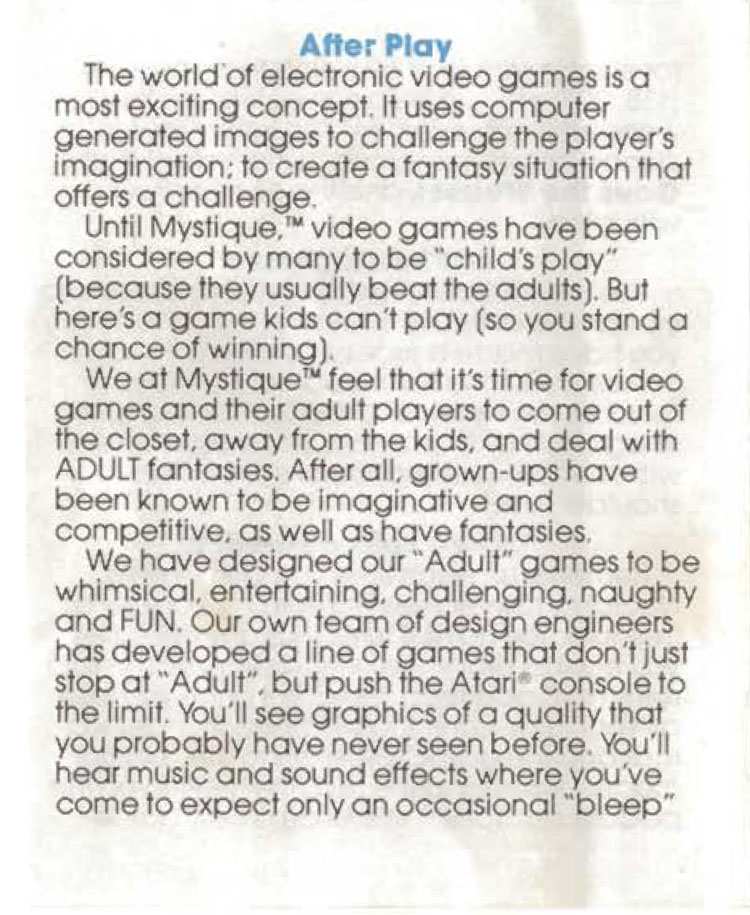 After Play
The world of electronic video games is a
most exciting concept. It uses computer
generated images to challenge the player's
imagination; to create a fantasy situation that
offers a challenge.
Until Mystique,™ video games have been
considered by many to be "child's play"
(because they usually beat the adults). But
here's a game kids can't play (so you stand a
chance of winning).
We at Mystique™ feel that it's time for video
games and their adult players to come out of
the closet, away from the kids, and deal with
ADULT fantasies. After all, grown-ups have
been known to be imaginative and
competitive, as well as have fantasies.
We have designed our "Adult" games to be
whimsical, entertaining, challenging, naughty
and FUN. Our own team of design engineers
has developed a line of games that don't just
stop at "Adult", but push the Atari® console to
the limit. You'll see graphics of a quality that
you probably have never seen before. You'll
hear music and sound effects where you've
come to expect only an occasional "bleep"